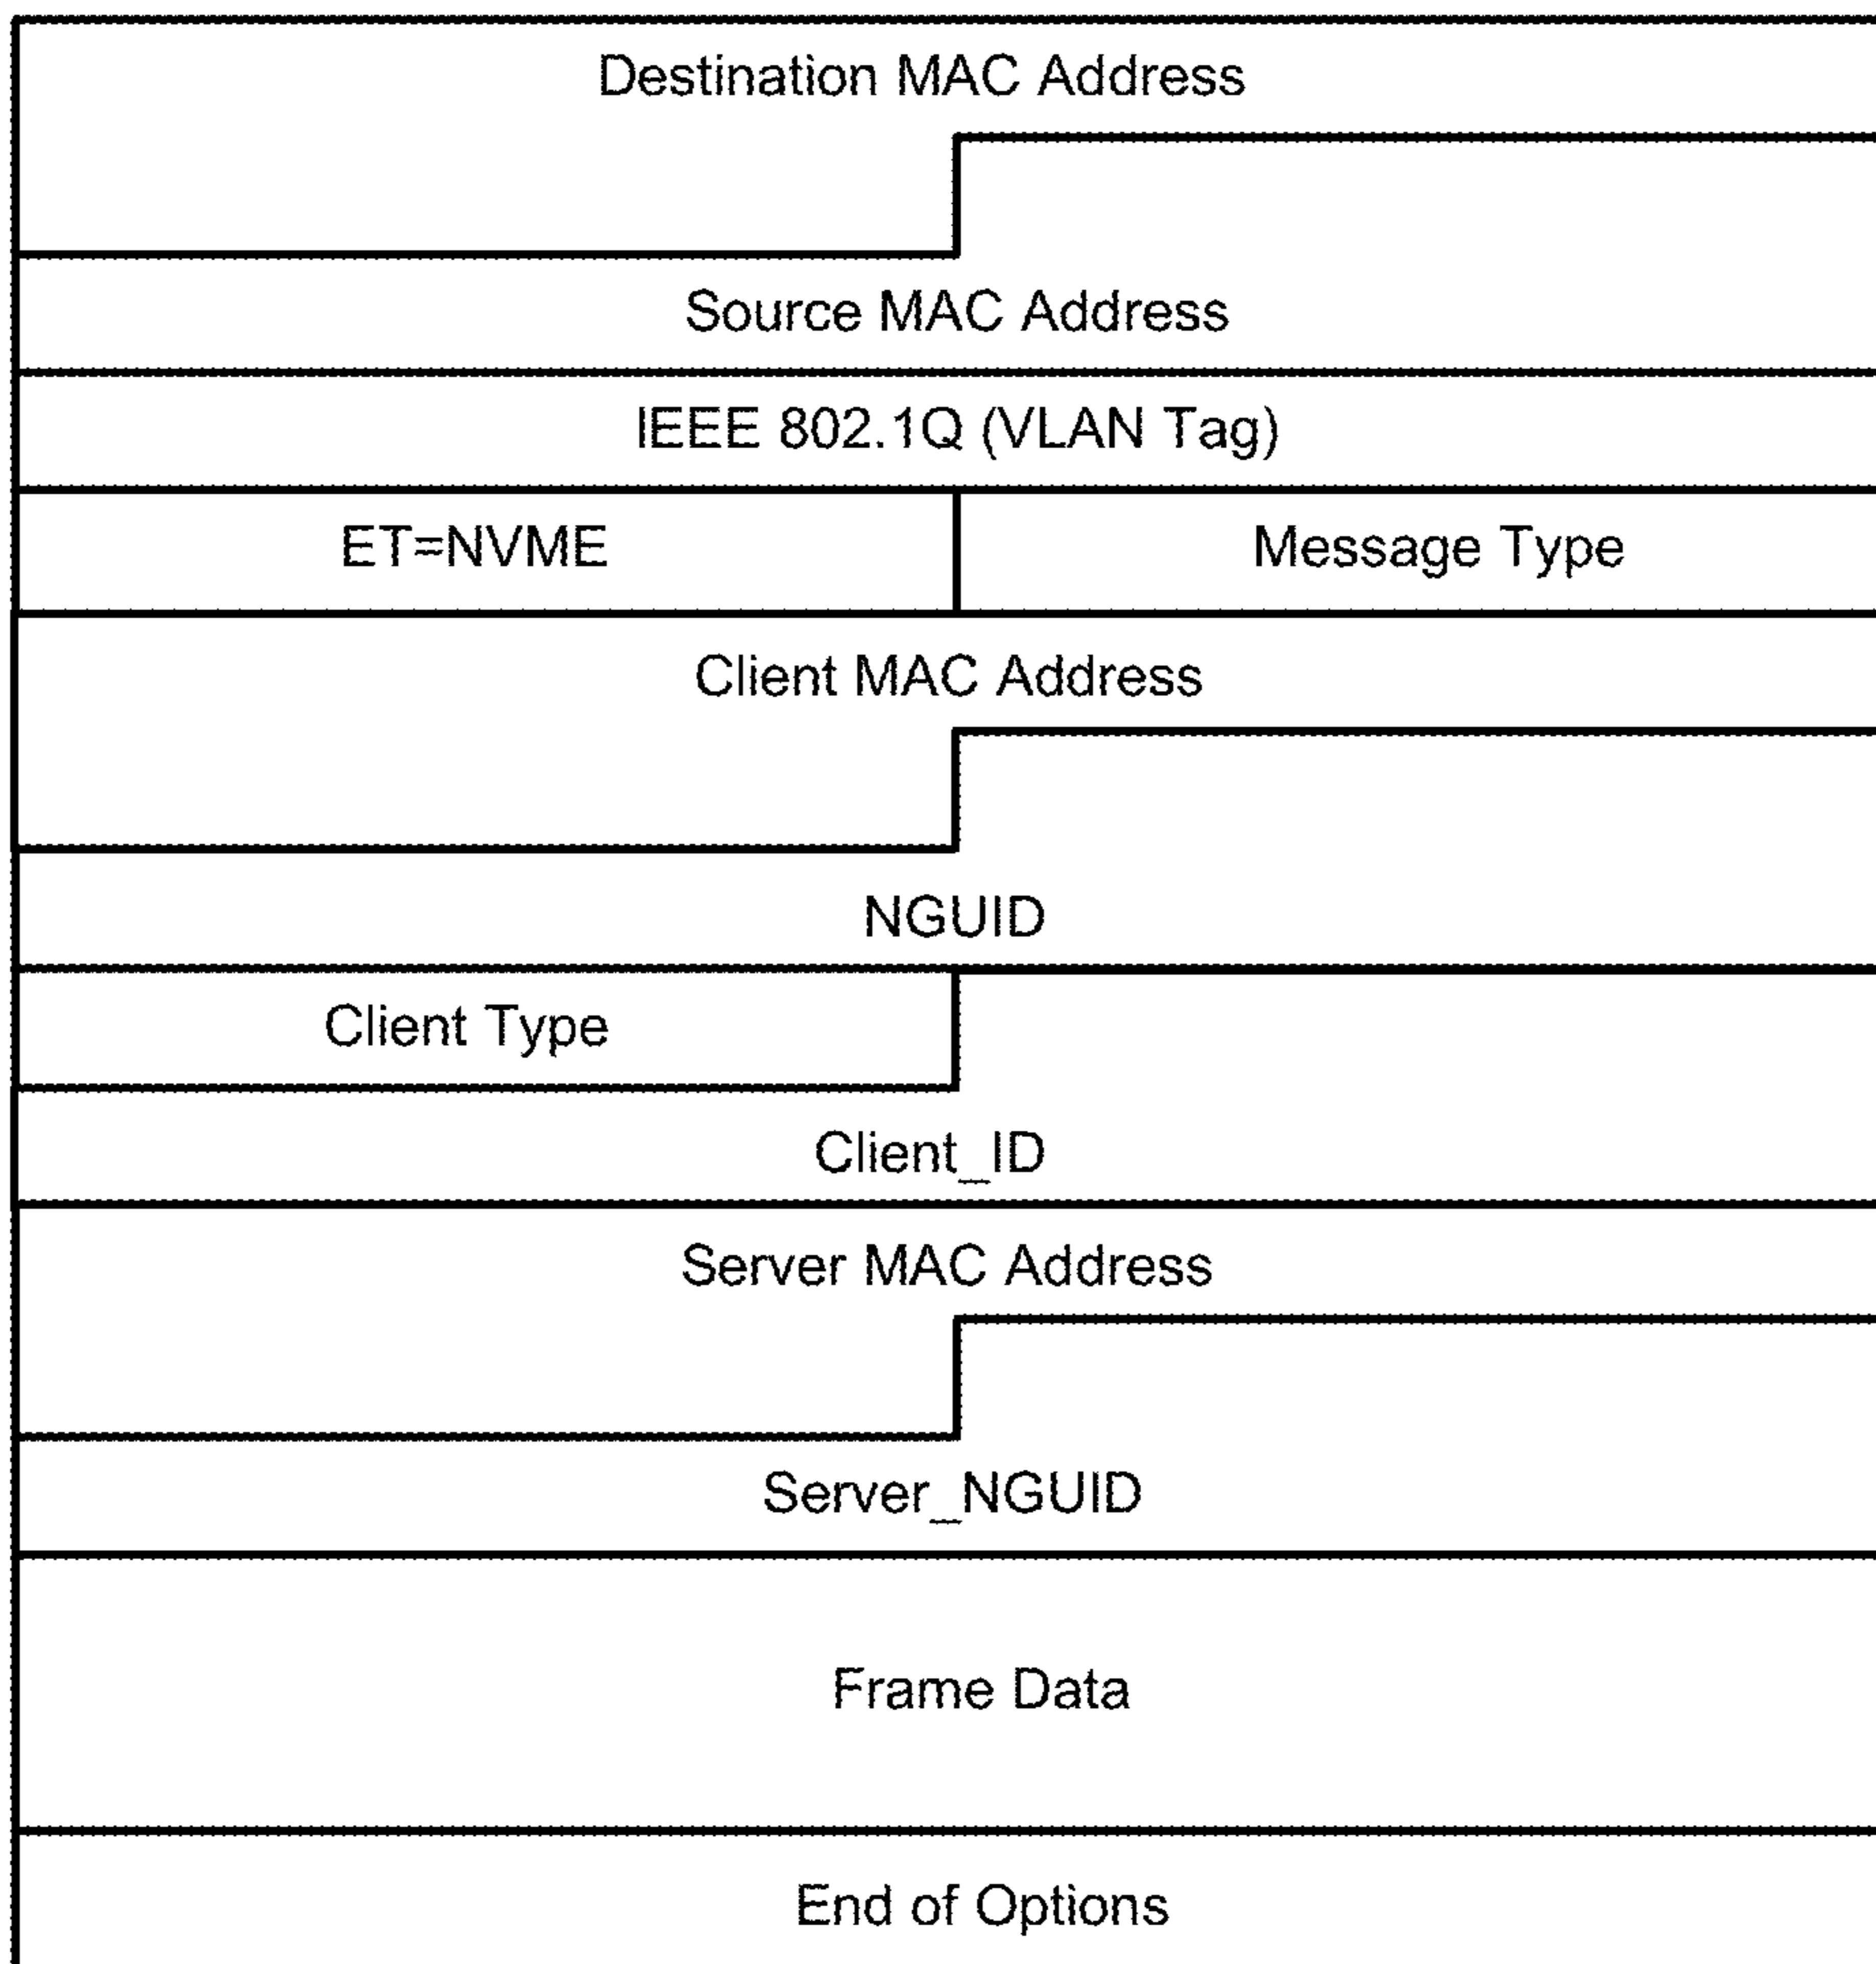 Destination MAC Address
Source MAC Address
IEEE 802.1Q (VLAN Tag)
ET=NVME
Message Type
Client MAC Address
NGUID
Client Type
Client_ID
Server MAC Address
Server_NGUID
Frame Data
End of Options